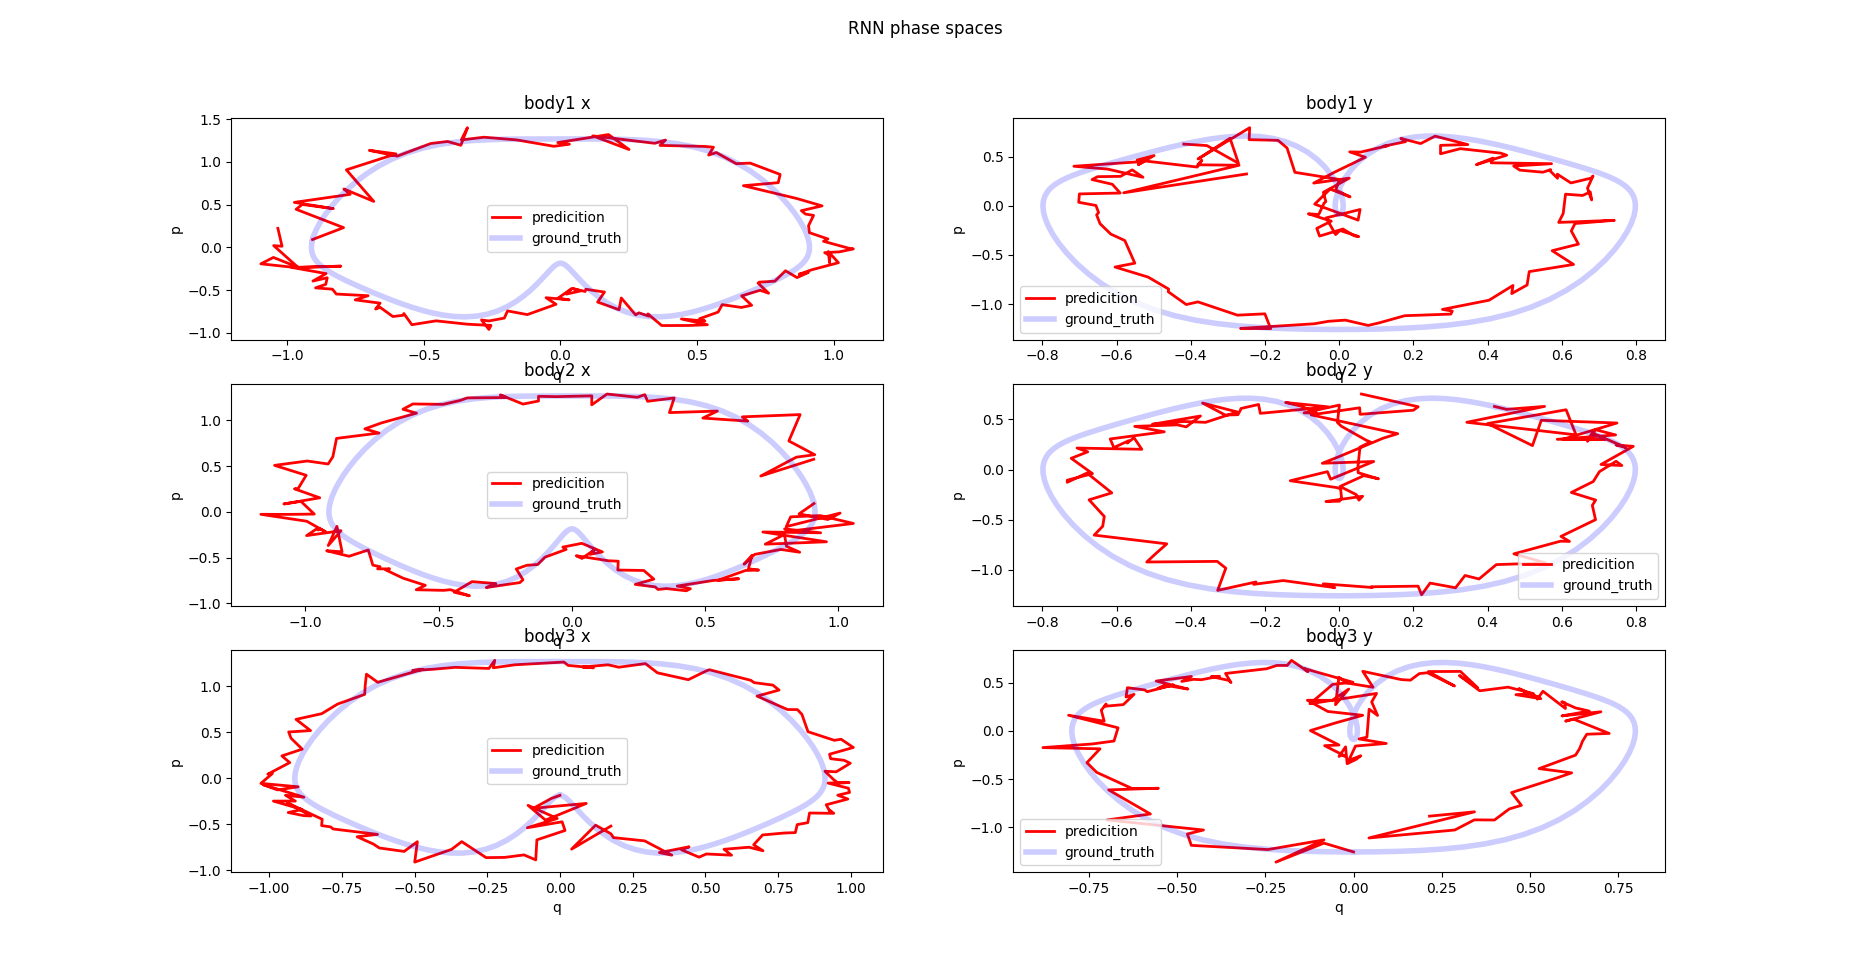 RNN phase spaces
body1 x
p
1.5
1.0
0.5
0.0
−0.5
−1.0
predicition
ground_truth
−1.0
−0.5
0.0
0.5
1.0
q
body1 y
p
0.5
0.0
−0.5
−1.0
predicition
ground_truth
−0.8
−0.6
−0.4
−0.2
0.0
0.2
0.4
0.6
0.8
q
body2 x
p
1.0
0.5
0.0
−0.5
−1.0
predicition
ground_truth
−1.0
−0.5
0.0
0.5
1.0
q
body2 y
p
0.5
0.0
−0.5
−1.0
predicition
ground_truth
−0.8
−0.6
−0.4
−0.2
0.0
0.2
0.4
0.6
0.8
q
body3 x
p
1.0
0.5
0.0
−0.5
−1.0
predicition
ground_truth
−1.00
−0.75
−0.50
−0.25
0.00
0.25
0.50
0.75
1.00
q
body3 y
p
0.5
0.0
−0.5
−1.0
predicition
ground_truth
−0.75
−0.50
−0.25
0.00
0.25
0.50
0.75
q